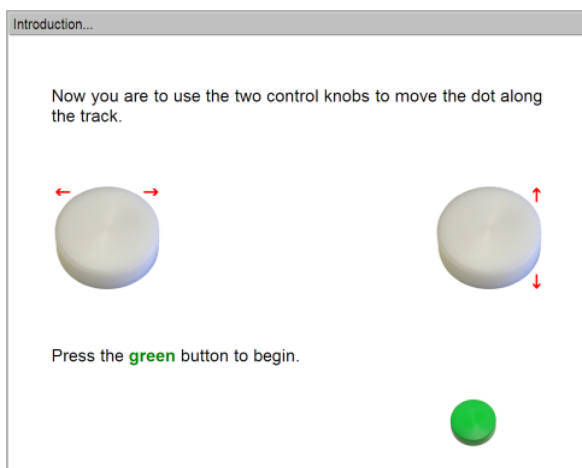 Introduction...
Now you are to use the two control knobs to move the dot along
the track.
Press the green button to begin.